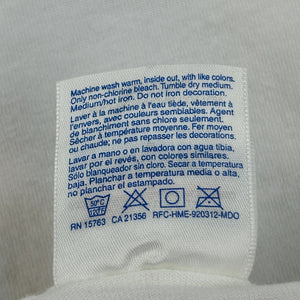 Machine wash warm, inside out, with like colors.
Only non-chlorine bleach. Tumble dry medium.
Medium/hot iron. Do not iron decoration.
Laver à la machine à l'eau tiède, vêtement à
l'envers, avec couleurs semblables. Agent
de blanchiment sans chlore seulement.
Sécher à température moyenne. Fer moyen
ou chaud; ne pas repasser les décorations.
Lavar a mano o en lavadora con agua tibia,
lavar por el revés, con colores similares.
Sólo blanqueador sin cloro. Secar a temperatura
baja, planchar a temperatura media o alta,
no planchar el estampado.
50°C
RN 15763 CA 21356 RFC-HME-920312-MDO